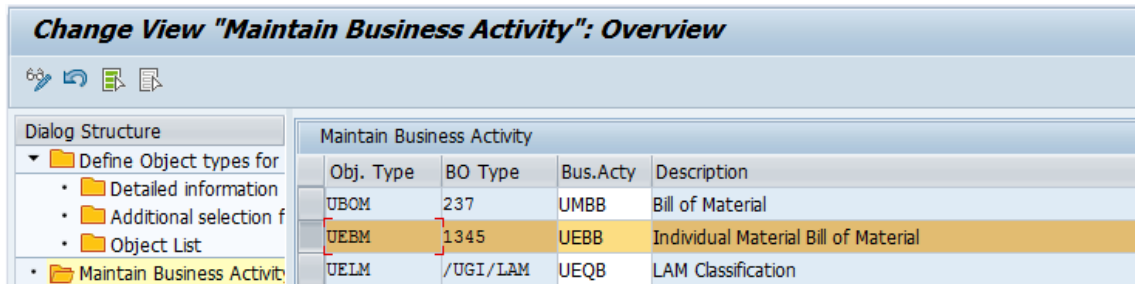 Change View "Maintain Business Activity": Overview
Dialog Structure
Define Object types for
Detailed information
Additional selection f
Object List
Maintain Business Activity
Maintain Business Activity
Obj. Type BO Type Bus.Acty Description
UBOM 237 UMBB Bill of Material
UEBM 1345 UEBB Individual Material Bill of Material
UELM /UGI/LAM UEQB LAM Classification